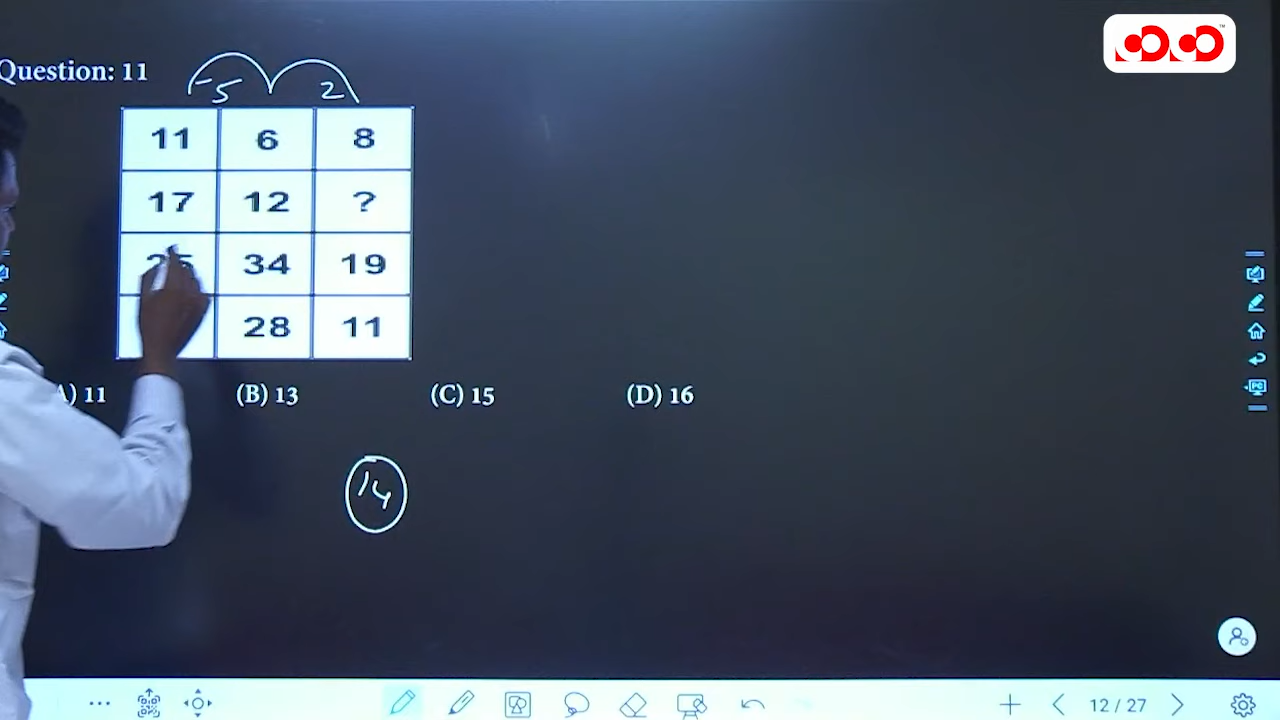 Question: 11
-5 2
11 6 8
17 12 ?
25 34 19
28 11
) 11 (B) 13 (C) 15 (D) 16
14
12 / 27